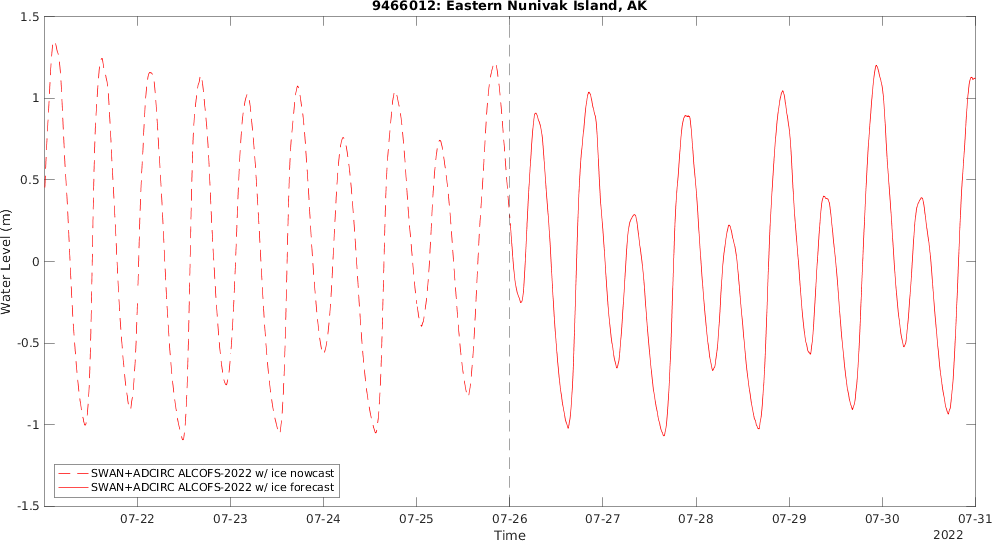 9466012: Eastern Nunivak Island, AK
1.5
1
0.5
0
-0.5
-1
-1.5
Water Level (m)
SWAN+ADCIRC ALCOFS-2022 w/ ice nowcast
SWAN+ADCIRC ALCOFS-2022 w/ ice forecast
07-22 07-23 07-24 07-25 07-26 07-27 07-28 07-29 07-30 07-31
Time
2022